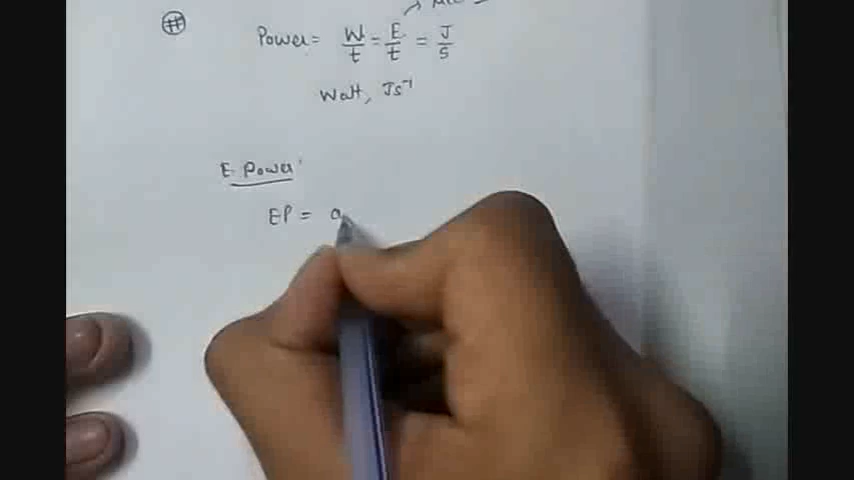 #
Power = W/t = E/t = J/s
Watt, Js⁻¹
E. Power
EP = a